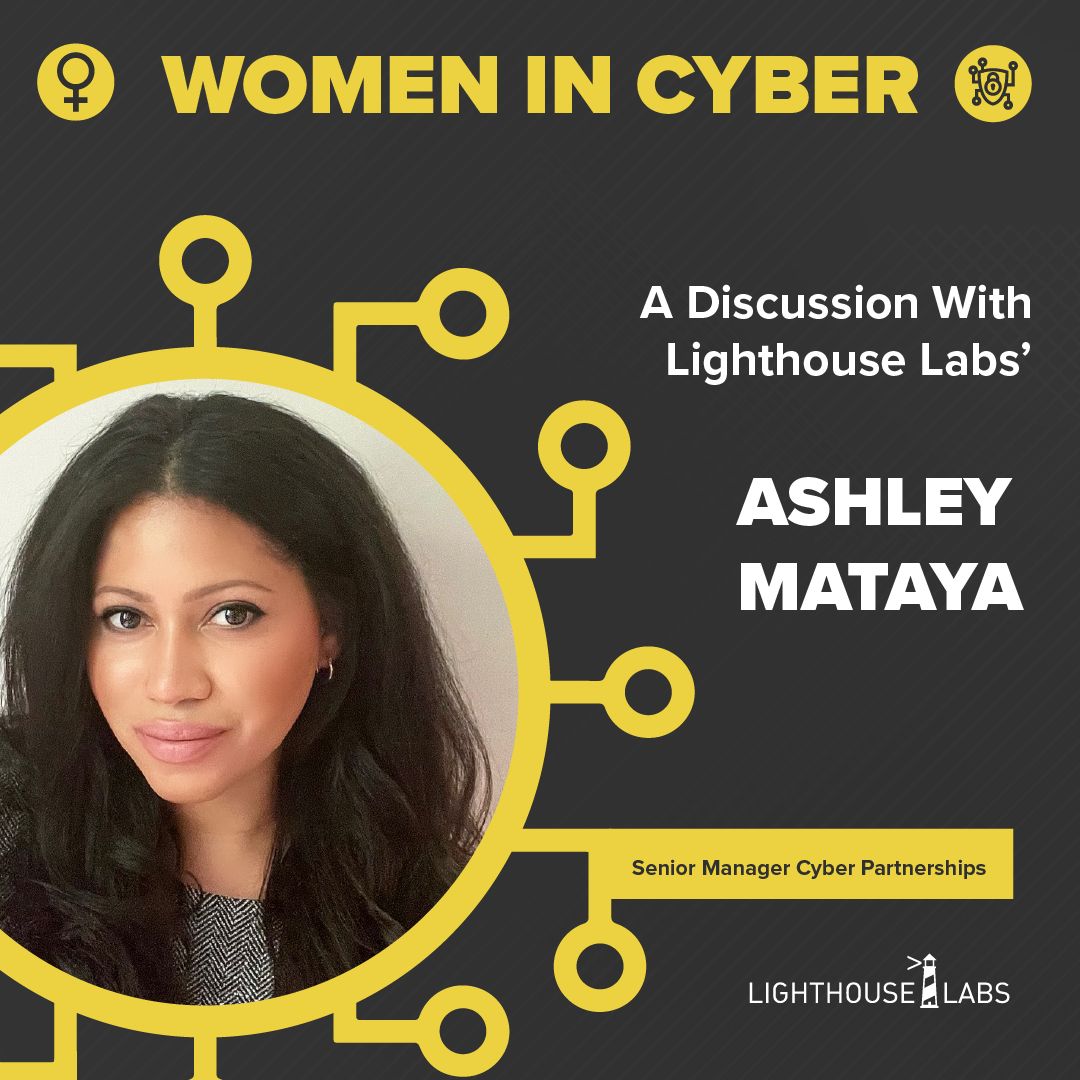 WOMEN IN CYBER
A Discussion With
Lighthouse Labs’
ASHLEY
MATAYA
Senior Manager Cyber Partnerships
LIGHTHOUSE LABS